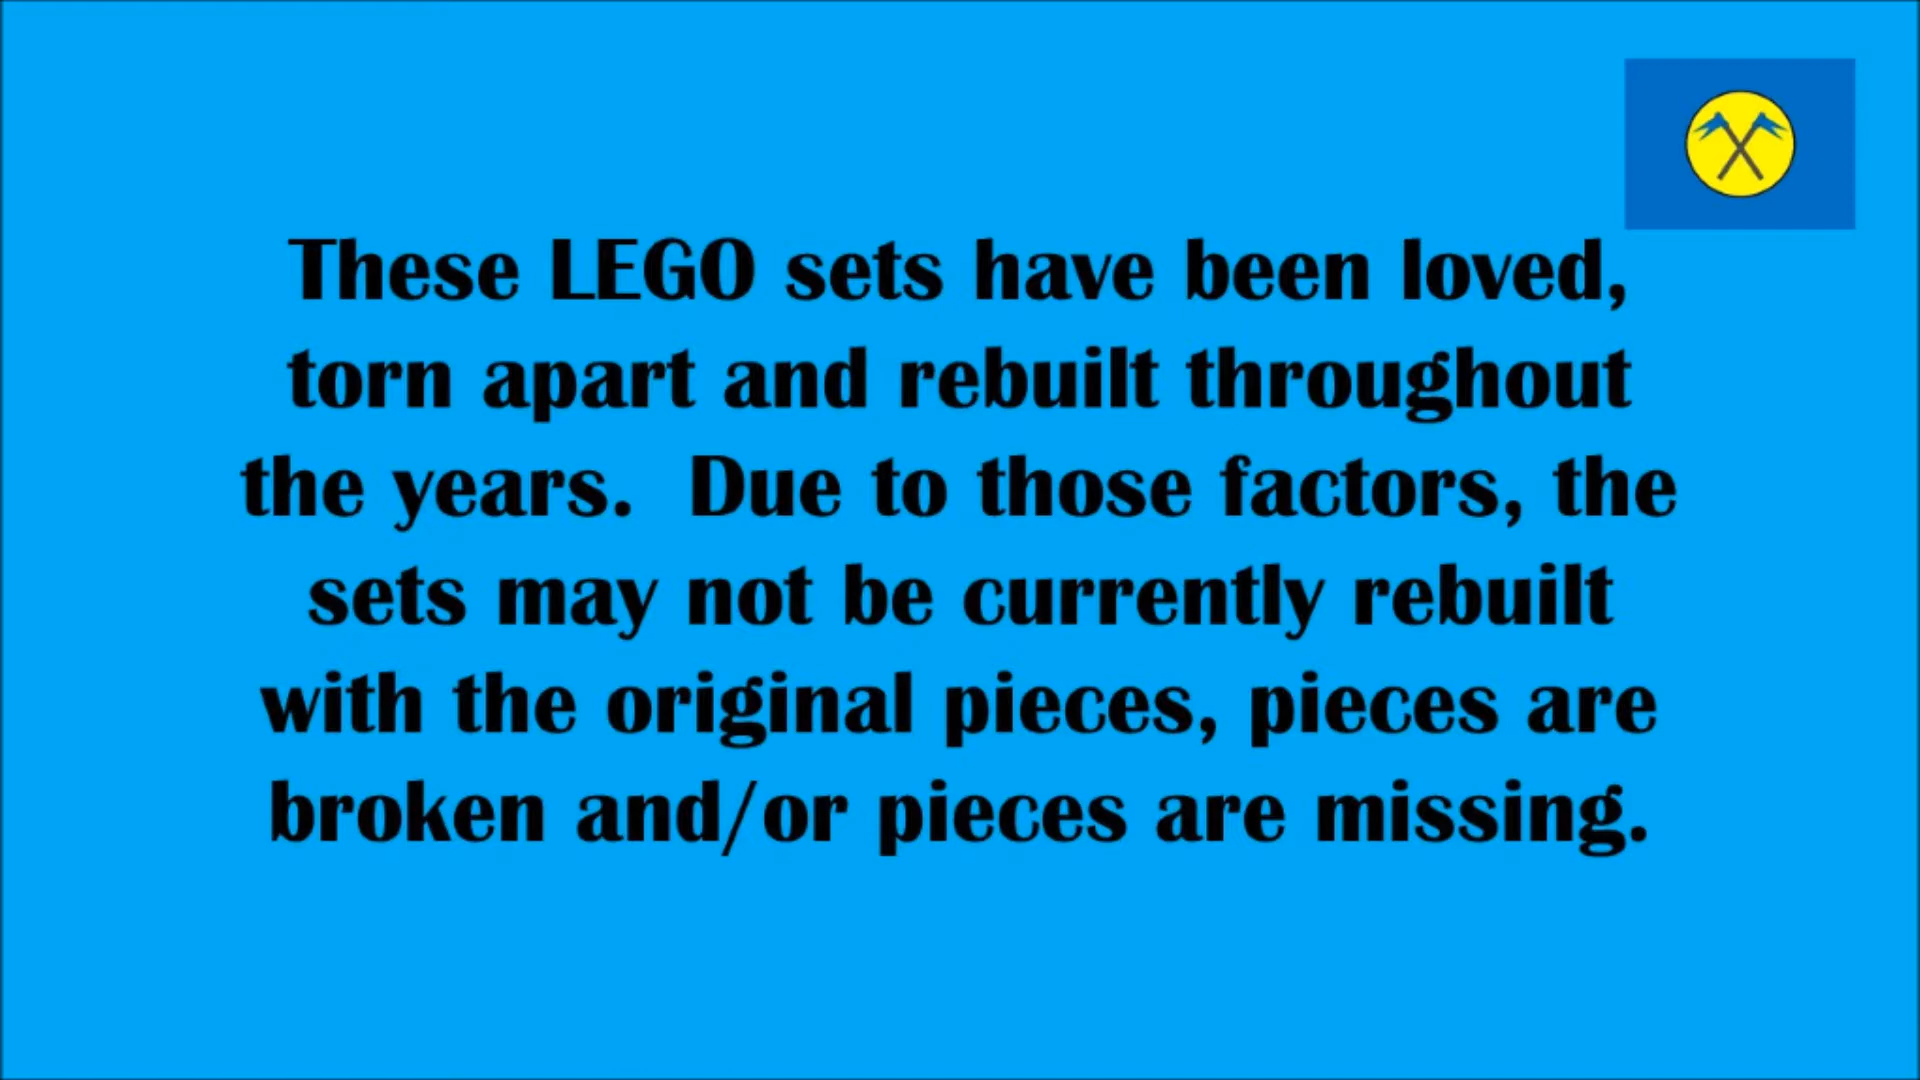 These LEGO sets have been loved,
torn apart and rebuilt throughout
the years.  Due to those factors, the
sets may not be currently rebuilt
with the original pieces, pieces are
broken and/or pieces are missing.